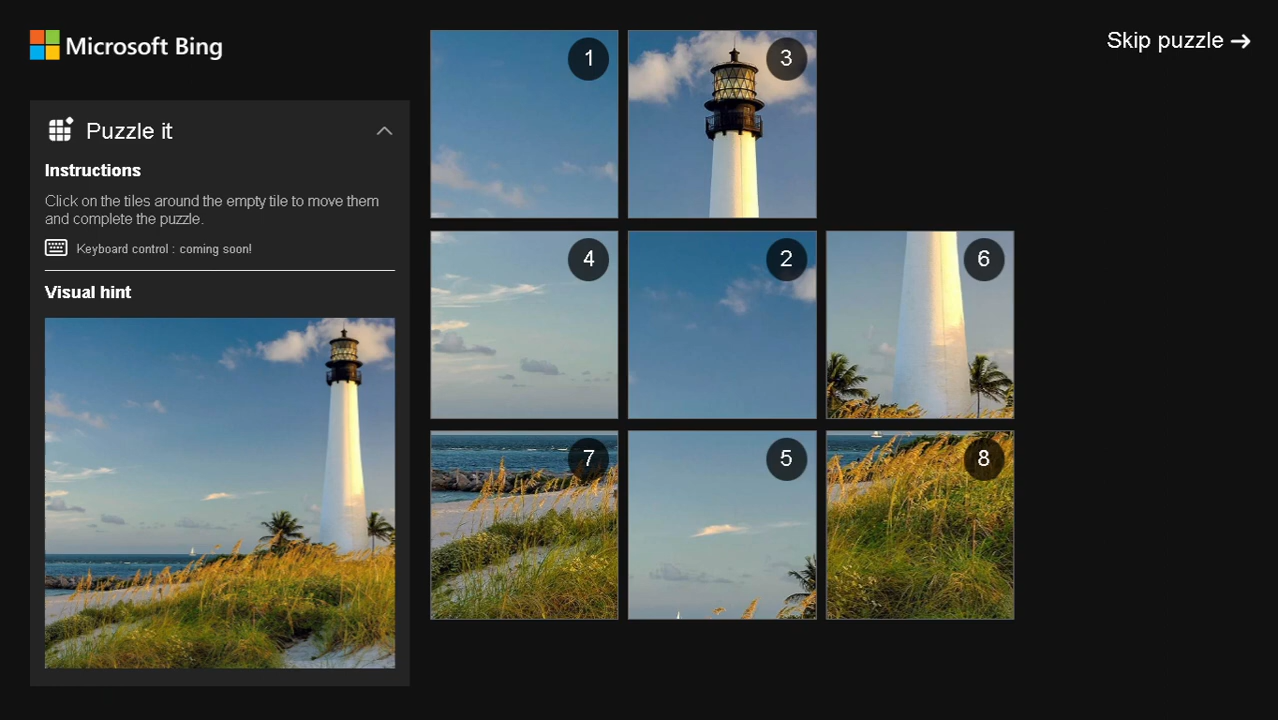 Microsoft Bing
Skip puzzle
Puzzle it
Instructions
Click on the tiles around the empty tile to move them
and complete the puzzle.
Keyboard control : coming soon!
Visual hint
1
3
4
2
6
7
5
8